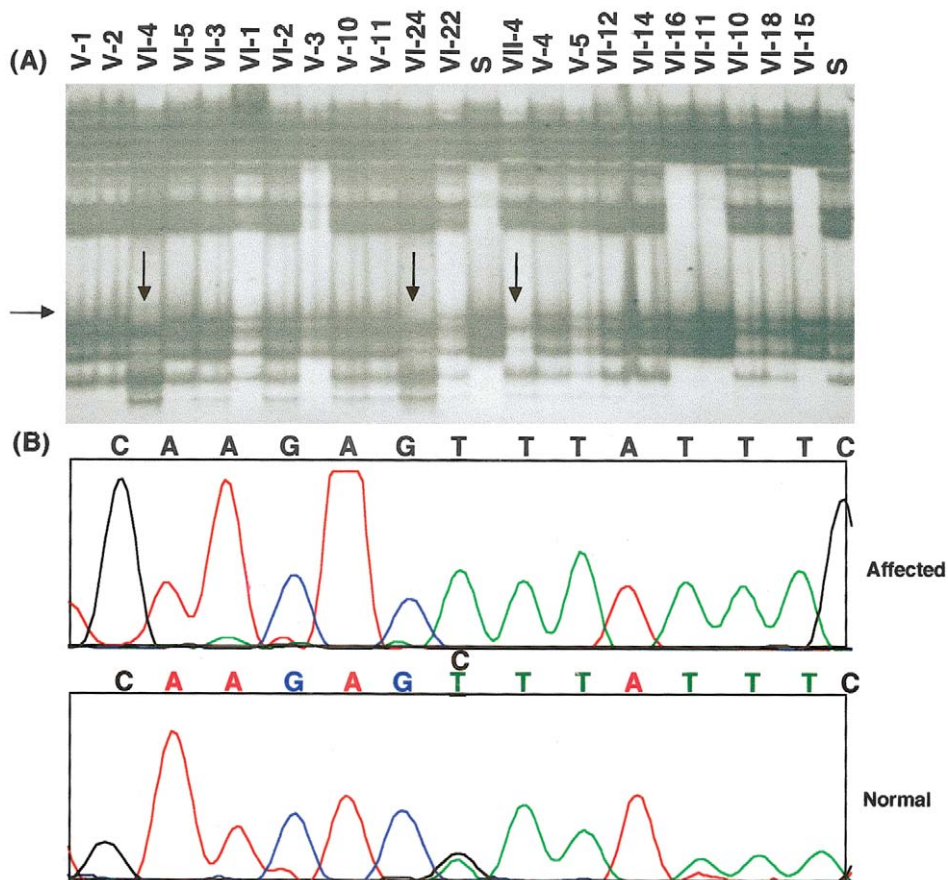 V-1 V-2 VI-4 VI-5 VI-3 VI-1 VI-2 V-3 V-10 V-11 VI-24 VI-22 S VII-4 V-4 V-5 VI-12 VI-14 VI-16 VI-11 VI-10 VI-18 VI-15 S
(A)
(B) C A A G A G T T T A T T T C
Affected
C
C A A G A G T T T A T T T C
Normal